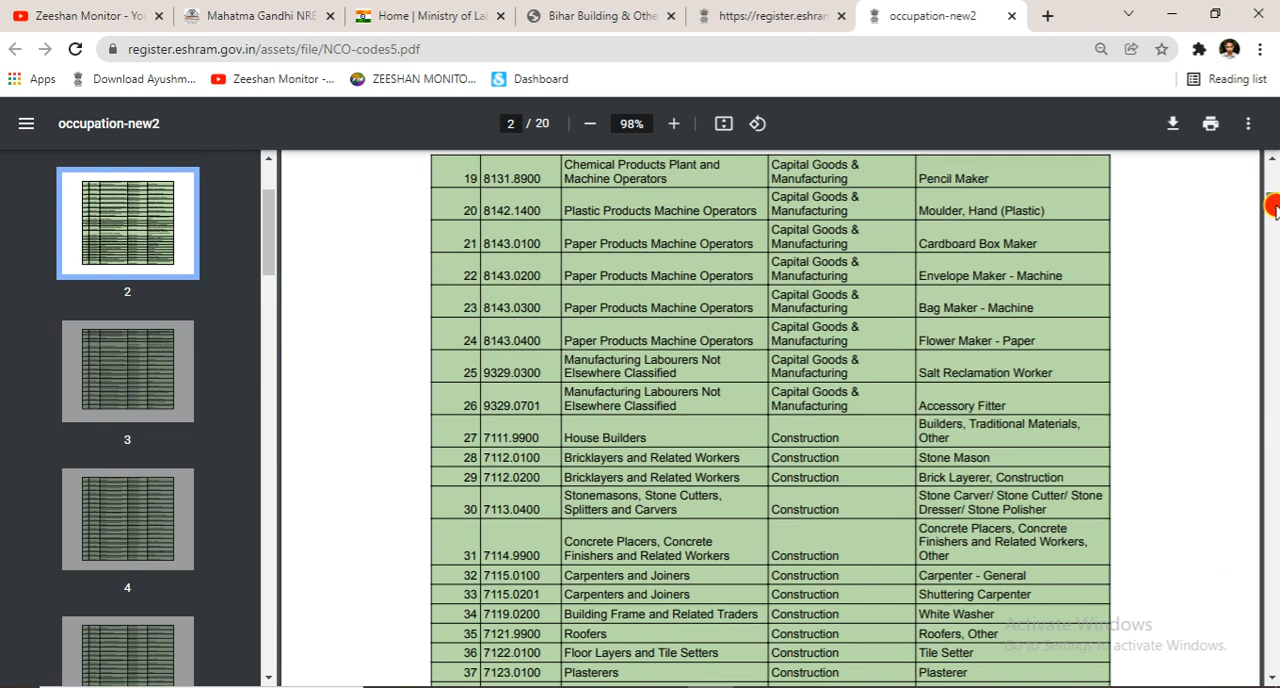 Zeeshan Monitor - You
Mahatma Gandhi NRE
Home | Ministry of La
Bihar Building & Othe
https://register.eshram
occupation-new2
register.eshram.gov.in/assets/file/NCO-codes5.pdf
Apps
Download Ayushm...
Zeeshan Monitor -...
ZEESHAN MONITO...
Dashboard
Reading list
occupation-new2
2 / 20
98%
2
3
4
19 8131.8900 Chemical Products Plant and Machine Operators Capital Goods & Manufacturing Pencil Maker
20 8142.1400 Plastic Products Machine Operators Capital Goods & Manufacturing Moulder, Hand (Plastic)
21 8143.0100 Paper Products Machine Operators Capital Goods & Manufacturing Cardboard Box Maker
22 8143.0200 Paper Products Machine Operators Capital Goods & Manufacturing Envelope Maker - Machine
23 8143.0300 Paper Products Machine Operators Capital Goods & Manufacturing Bag Maker - Machine
24 8143.0400 Paper Products Machine Operators Capital Goods & Manufacturing Flower Maker - Paper
25 9329.0300 Manufacturing Labourers Not Elsewhere Classified Capital Goods & Manufacturing Salt Reclamation Worker
26 9329.0701 Manufacturing Labourers Not Elsewhere Classified Capital Goods & Manufacturing Accessory Fitter
27 7111.9900 House Builders Construction Builders, Traditional Materials, Other
28 7112.0100 Bricklayers and Related Workers Construction Stone Mason
29 7112.0200 Bricklayers and Related Workers Construction Brick Layerer, Construction
30 7113.0400 Stonemasons, Stone Cutters, Splitters and Carvers Construction Stone Carver/ Stone Cutter/ Stone Dresser/ Stone Polisher
31 7114.9900 Concrete Placers, Concrete Finishers and Related Workers Construction Concrete Placers, Concrete Finishers and Related Workers, Other
32 7115.0100 Carpenters and Joiners Construction Carpenter - General
33 7115.0201 Carpenters and Joiners Construction Shuttering Carpenter
34 7119.0200 Building Frame and Related Traders Construction White Washer
35 7121.9900 Roofers Construction Roofers, Other
36 7122.0100 Floor Layers and Tile Setters Construction Tile Setter
37 7123.0100 Plasterers Construction Plasterer
Activate Windows
Go to Settings to activate Windows.